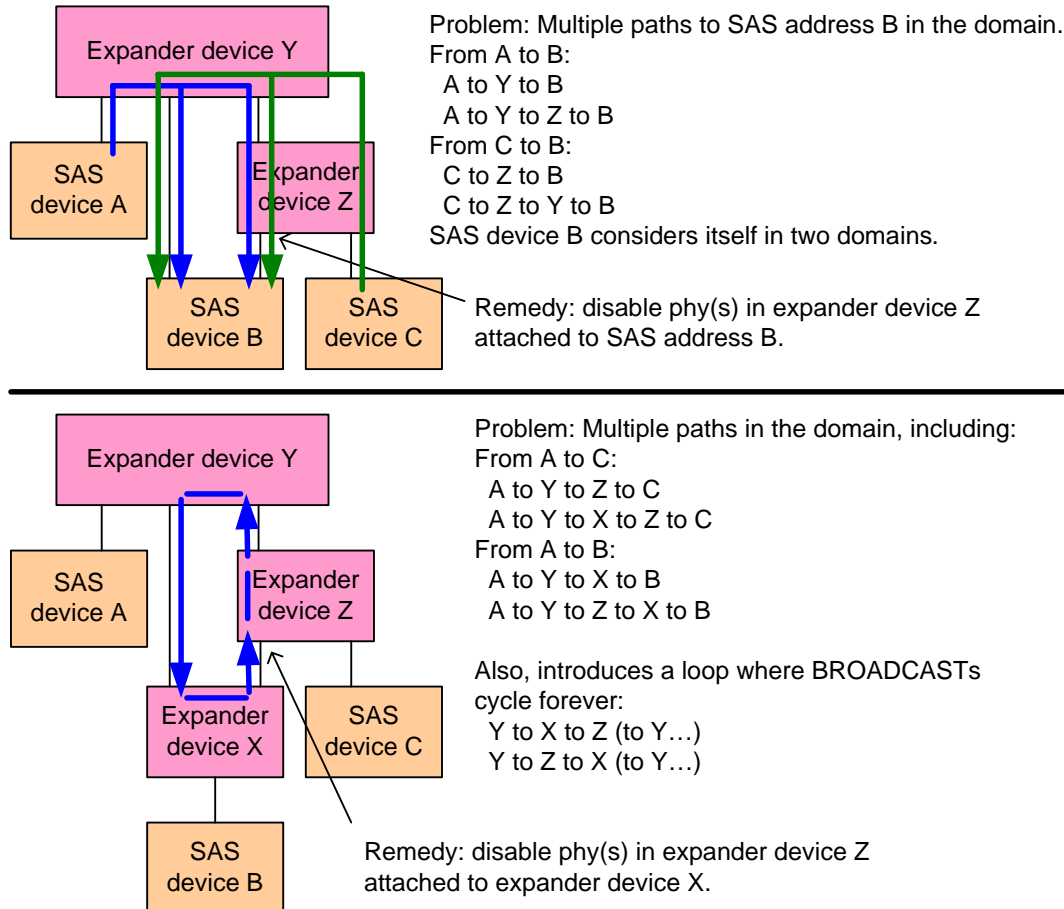 Expander device Y
SAS
device A
Expander
device Z
SAS
device B
SAS
device C
Problem: Multiple paths to SAS address B in the domain.
From A to B:
A to Y to B
A to Y to Z to B
From C to B:
C to Z to B
C to Z to Y to B
SAS device B considers itself in two domains.
Remedy: disable phy(s) in expander device Z
attached to SAS address B.
Expander device Y
SAS
device A
Expander
device Z
Expander
device X
SAS
device C
SAS
device B
Problem: Multiple paths in the domain, including:
From A to C:
A to Y to Z to C
A to Y to X to Z to C
From A to B:
A to Y to X to B
A to Y to Z to X to B
Also, introduces a loop where BROADCASTs
cycle forever:
Y to X to Z (to Y…)
Y to Z to X (to Y…)
Remedy: disable phy(s) in expander device Z
attached to expander device X.